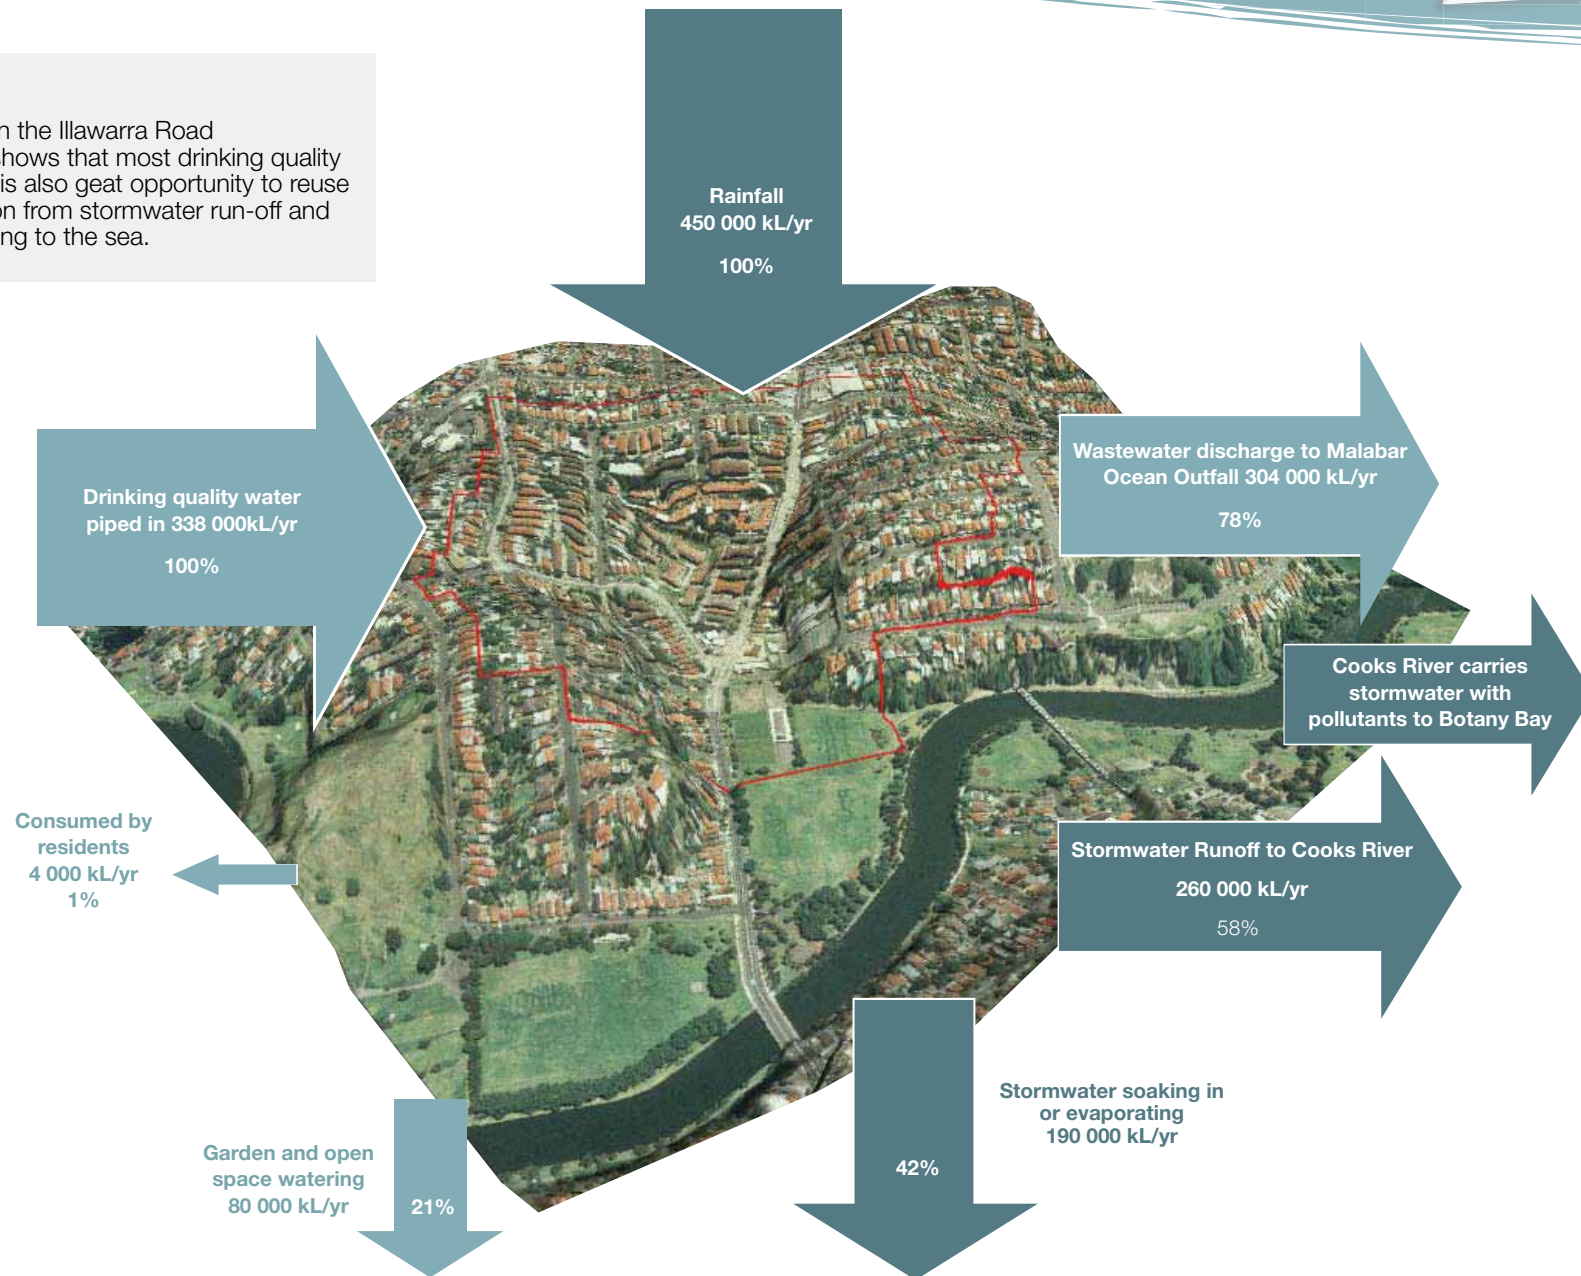 n the Illawarra Road
shows that most drinking quality
is also geat opportunity to reuse
on from stormwater run-off and
ng to the sea.
Rainfall
450 000 kL/yr
100%
Drinking quality water
piped in 338 000kL/yr
100%
Wastewater discharge to Malabar
Ocean Outfall 304 000 kL/yr
78%
Cooks River carries
stormwater with
pollutants to Botany Bay
Consumed by
residents
4 000 kL/yr
1%
Stormwater Runoff to Cooks River
260 000 kL/yr
58%
Garden and open
space watering
80 000 kL/yr
21%
42%
Stormwater soaking in
or evaporating
190 000 kL/yr